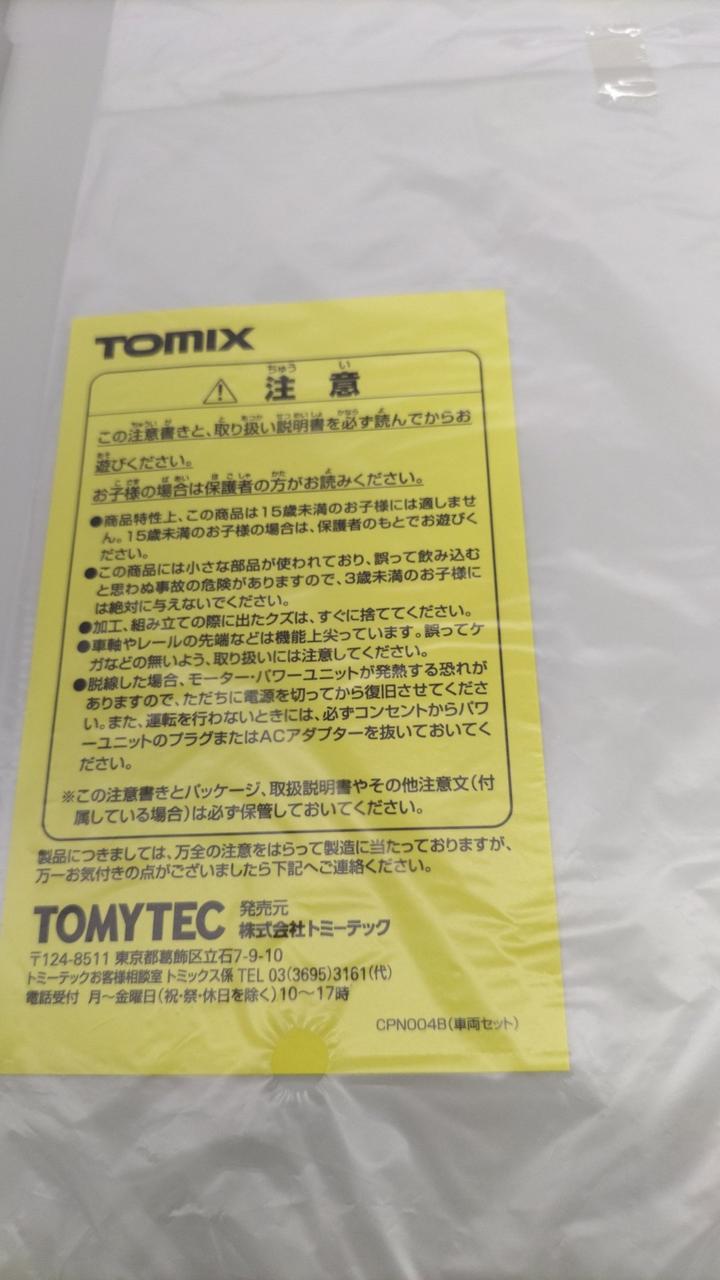 TOMIX
ちゅう い
⚠ 注 意
この注意書きと、取り扱い説明書を必ず読んでからお
遊びください。
お子様の場合は保護者の方がお読みください。
●商品特性上、この商品は15歳未満のお子様には適しませ
ん。15歳未満のお子様の場合は、保護者のもとでお遊びく
ださい。
●この商品には小さな部品が使われており、誤って飲み込む
と思わぬ事故の危険がありますので、3歳未満のお子様に
は絶対に与えないでください。
●加工、組み立ての際に出たクズは、すぐに捨ててください。
●車軸やレールの先端などは機能上尖っています。誤ってケ
ガなどの無いよう、取り扱いには注意してください。
●脱線した場合、モーター・パワーユニットが発熱する恐れが
ありますので、ただちに電源を切ってから復旧させてくださ
い。また、運転を行わないときには、必ずコンセントからパワ
ーユニットのプラグまたはACアダプターを抜いておいてく
ださい。
※この注意書きとパッケージ、取扱説明書やその他注意文(付
属している場合)は必ず保管しておいてください。
製品につきましては、万全の注意をはらって製造に当たっておりますが、
万一お気付きの点がございましたら下記へご連絡ください。
TOMYTEC 発売元
株式会社トミーテック
〒124-8511 東京都葛飾区立石7-9-10
トミーテックお客様相談室 トミックス係 TEL 03(3695)3161(代)
電話受付 月～金曜日(祝・祭・休日を除く)10～17時
CPN004B(車両セット)